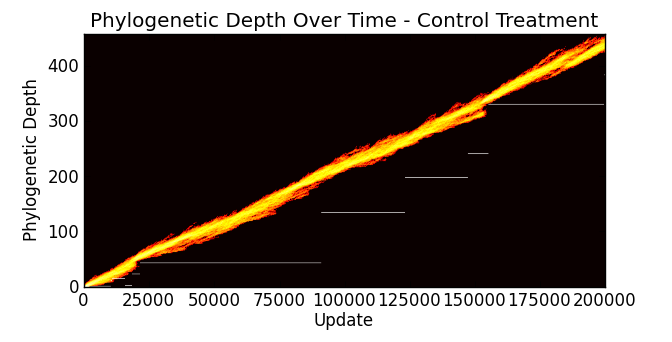 Phylogenetic Depth Over Time - Control Treatment
Phylogenetic Depth
400
300
200
100
0
0 25000 50000 75000 100000 125000 150000 175000 200000
Update